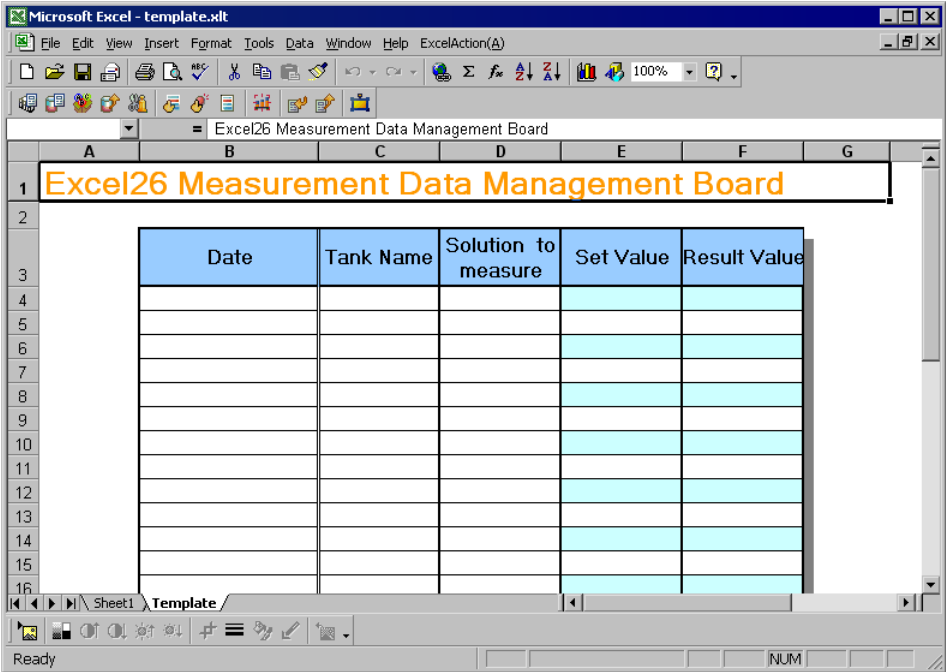 Microsoft Excel - template.xlt
File Edit View Insert Format Tools Data Window Help ExcelAction(A)
100%
= Excel26 Measurement Data Management Board
A B C D E F G
1 Excel26 Measurement Data Management Board
2
3 Date Tank Name Solution to measure Set Value Result Value
4
5
6
7
8
9
10
11
12
13
14
15
16
Sheet1 Template
Ready NUM